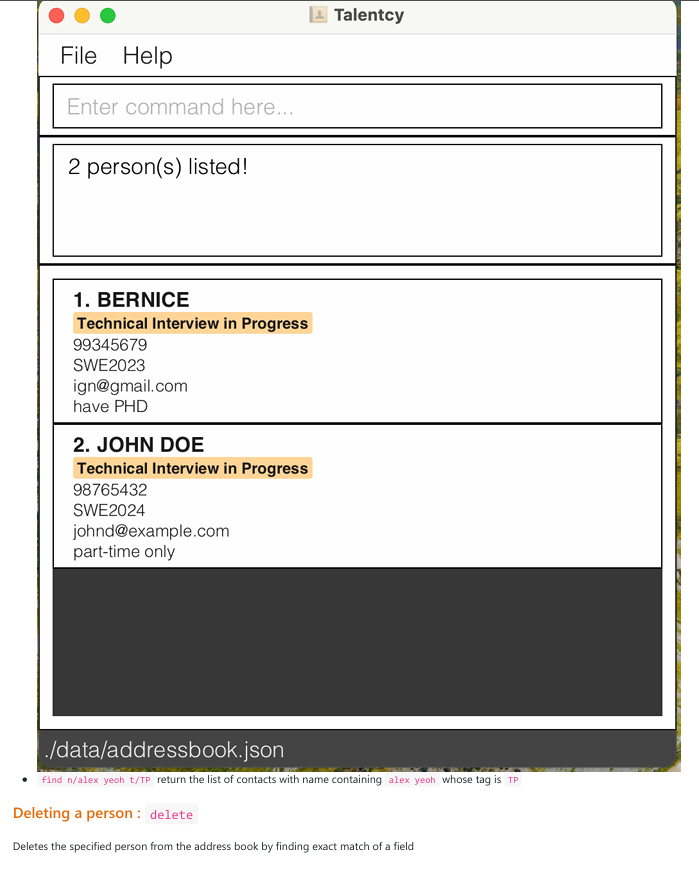 Talentcy
File Help
Enter command here...
2 person(s) listed!
1. BERNICE
Technical Interview in Progress
99345679
SWE2023
ign@gmail.com
have PHD
2. JOHN DOE
Technical Interview in Progress
98765432
SWE2024
johnd@example.com
part-time only
./data/addressbook.json
• find n/alex yeoh t/TP return the list of contacts with name containing alex yeoh whose tag is TP
Deleting a person : delete
Deletes the specified person from the address book by finding exact match of a field